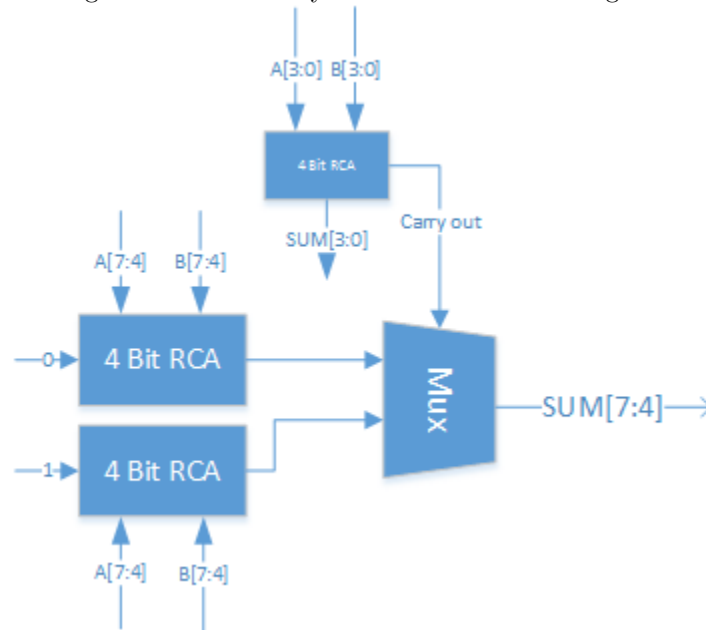 A[3:0] B[3:0]
4 Bit RCA
SUM[3:0]
Carry out
A[7:4] B[7:4]
0
4 Bit RCA
Mux
SUM[7:4]
1
4 Bit RCA
A[7:4] B[7:4]